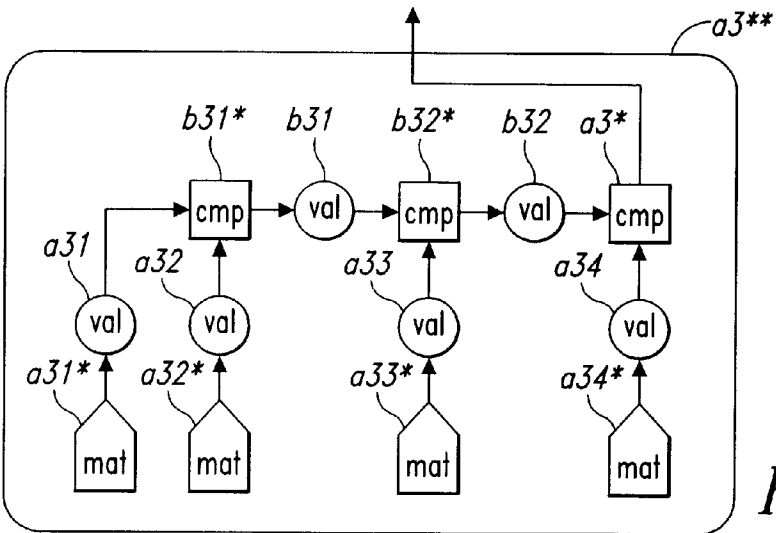 a3**
b31* b31 b32* b32 a3*
cmp val cmp val cmp
a31 a32 a33 a34
val val val val
a31* a32* a33* a34*
mat mat mat mat